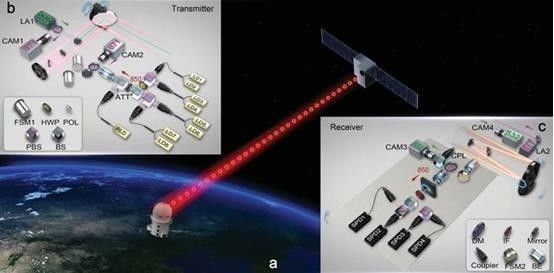 b
Transmitter
LA1
CAM1
CAM2
850
ATT
LD1
LD2
LD3
LD4
LD5
LD6
LD7
LD8
FSM1 HWP POL
PBS BS
a
Receiver
c
CAM4
532
CAM3
CPL
LA2
850
SPD1
SPD2
SPD3
SPD4
DM IF Mirror
Coupler FSM2 BE